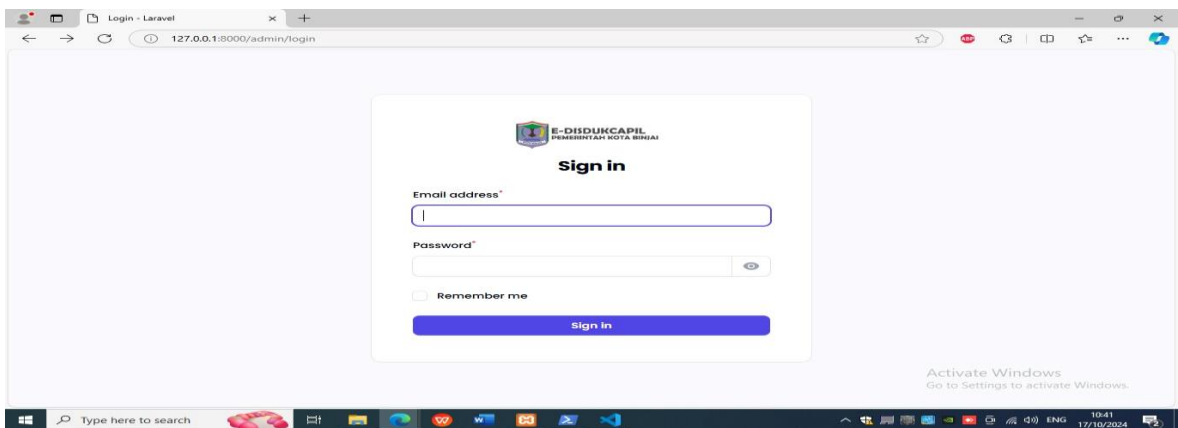 Login - Laravel
127.0.0.1:8000/admin/login
ABP
E-DISDUKCAPIL
PEMERINTAH KOTA BINJAI
Sign in
Email address*
Password*
Remember me
Sign in
Activate Windows
Go to Settings to activate Windows.
Type here to search
ENG
10:41
17/10/2024
2